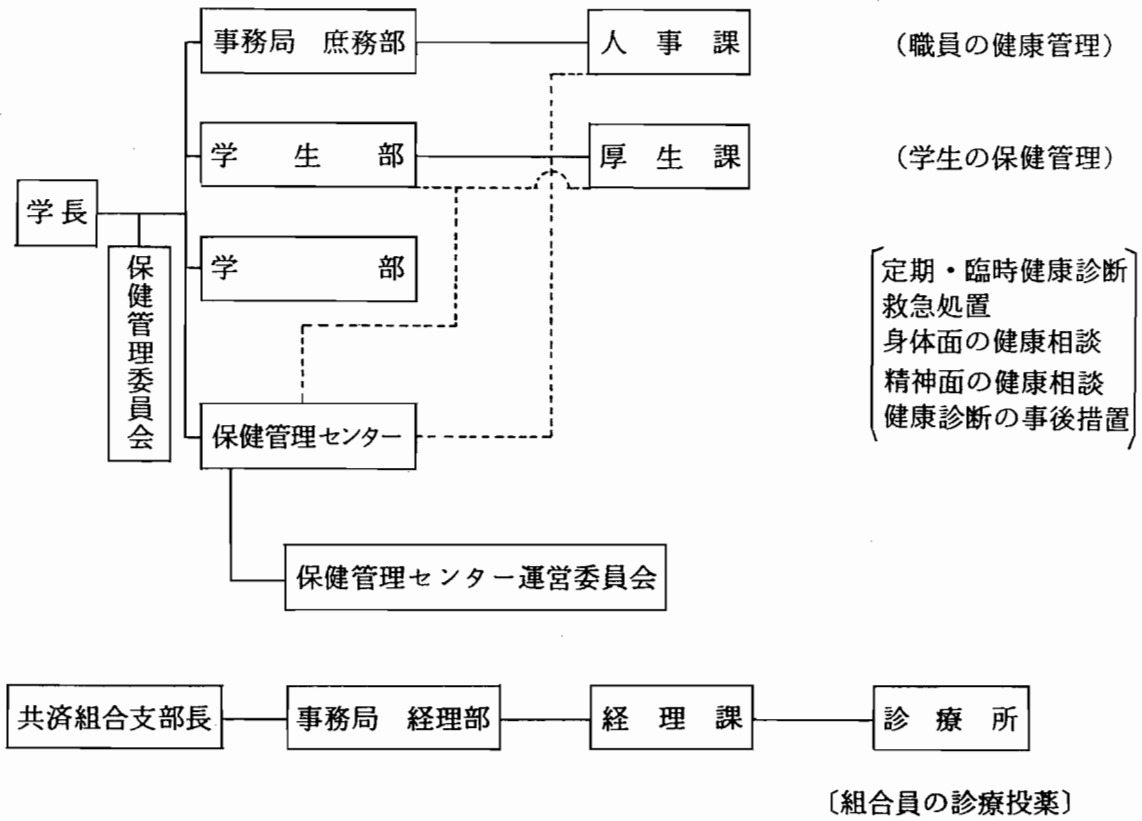 事務局 庶務部
人事課
(職員の健康管理)
学生部
厚生課
(学生の保健管理)
学長
保健管理委員会
学部
定期・臨時健康診断
救急処置
身体面の健康相談
精神面の健康相談
健康診断の事後措置
保健管理センター
保健管理センター運営委員会
共済組合支部長
事務局 経理部
経理課
診療所
〔組合員の診療投薬〕